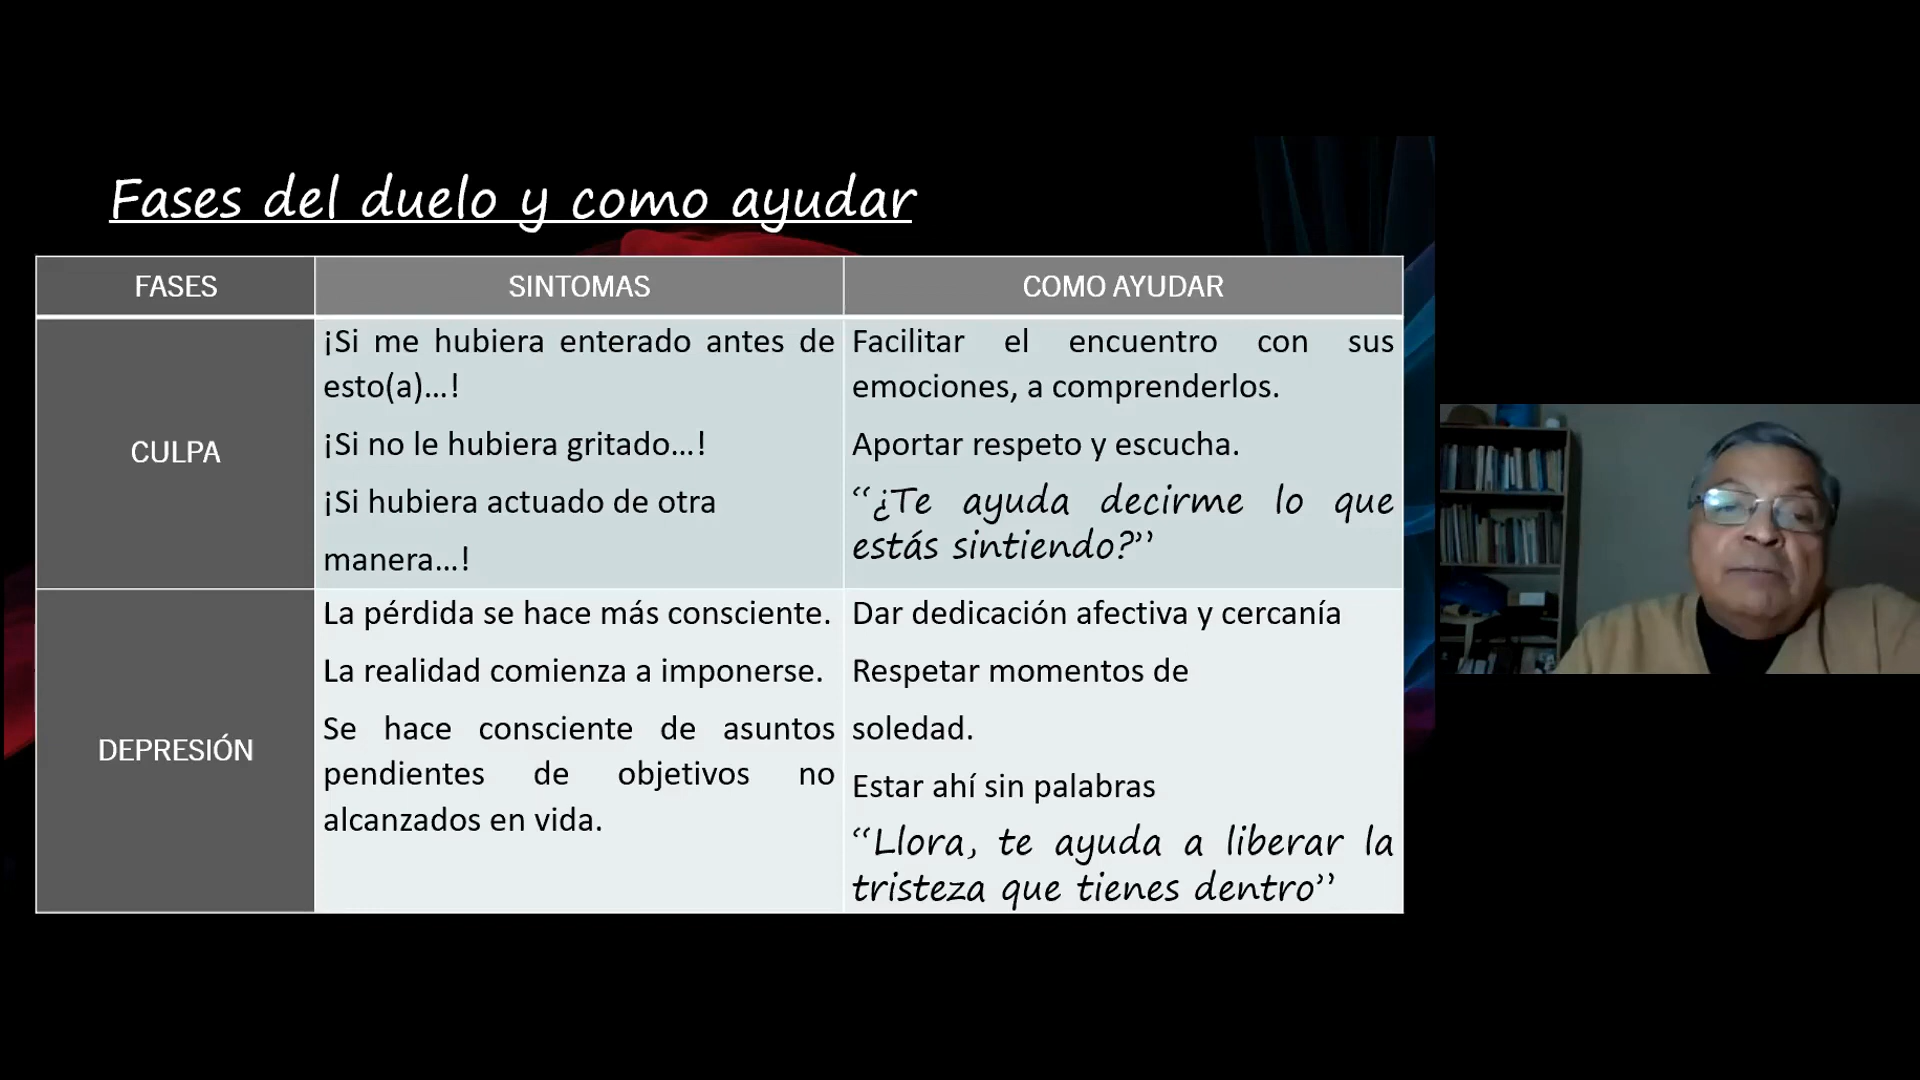 Fases del duelo y como ayudar
FASES
SINTOMAS
COMO AYUDAR
CULPA
¡Si me hubiera enterado antes de
esto(a)...!
¡Si no le hubiera gritado...!
¡Si hubiera actuado de otra
manera...!
Facilitar el encuentro con sus
emociones, a comprenderlos.
Aportar respeto y escucha.
“¿Te ayuda decirme lo que
estás sintiendo?”
DEPRESIÓN
La pérdida se hace más consciente.
La realidad comienza a imponerse.
Se hace consciente de asuntos
pendientes de objetivos no
alcanzados en vida.
Dar dedicación afectiva y cercanía
Respetar momentos de
soledad.
Estar ahí sin palabras
“Llora, te ayuda a liberar la
tristeza que tienes dentro”